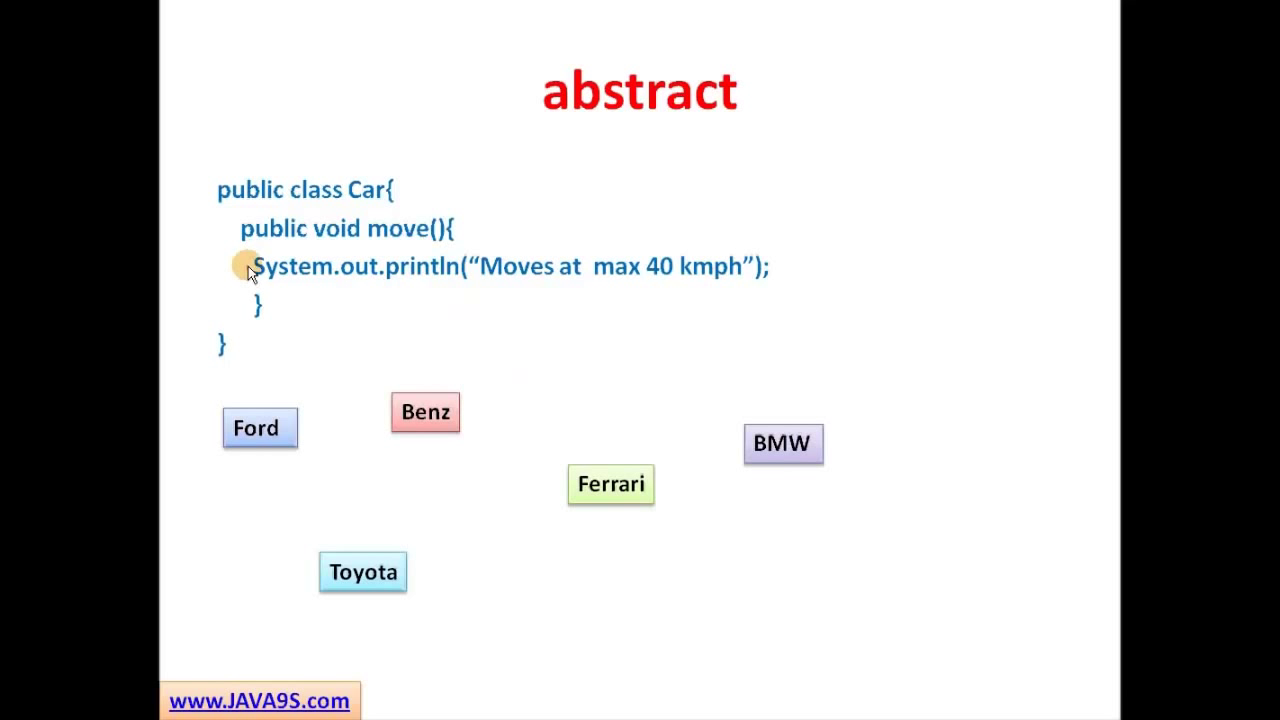 abstract
public class Car{
public void move(){
System.out.println(“Moves at  max 40 kmph”);
}
}
Ford
Benz
BMW
Ferrari
Toyota
www.JAVA9S.com